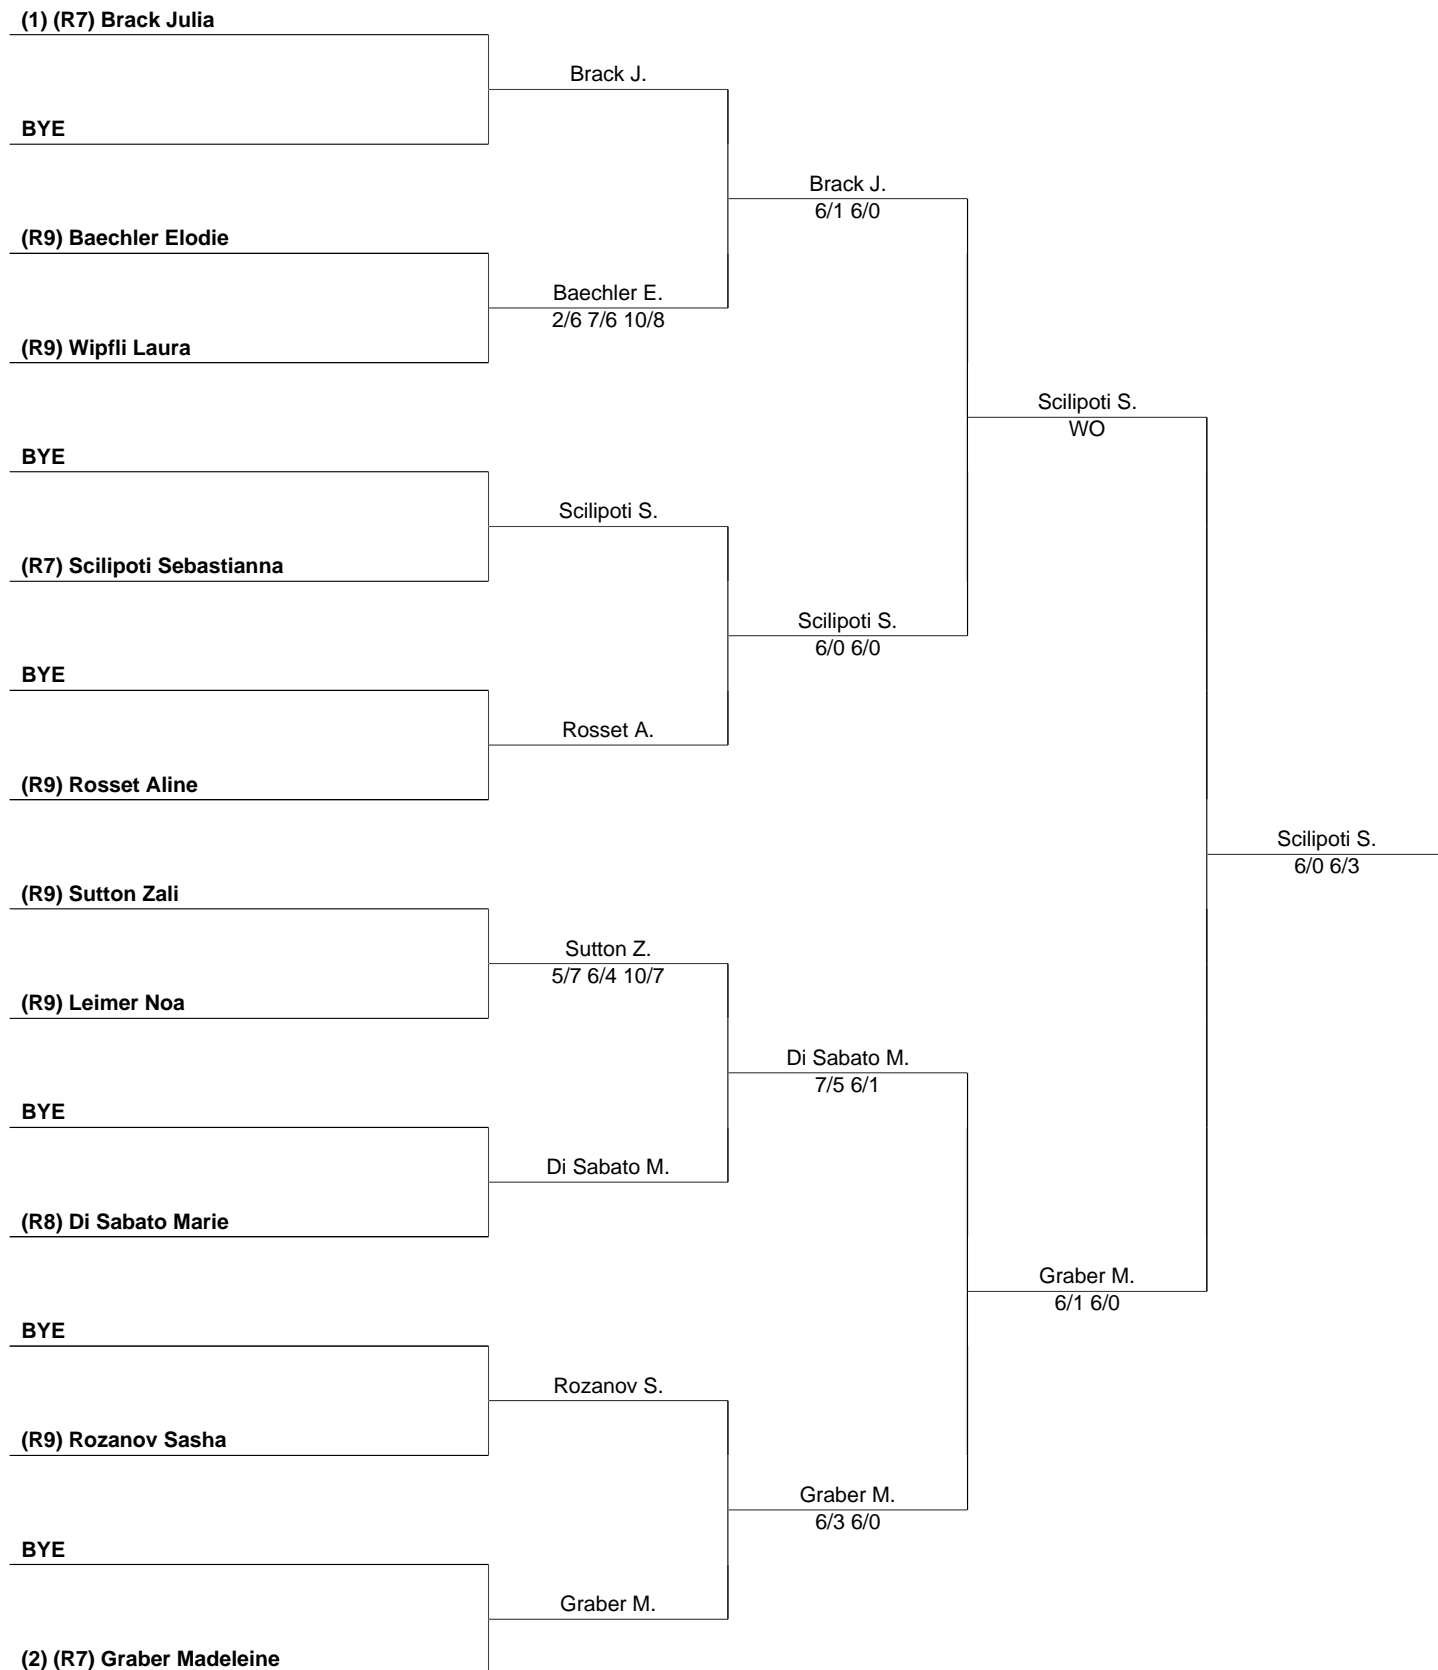 (1) (R7) Brack Julia
Brack J.
BYE
Brack J.
6/1 6/0
(R9) Baechler Elodie
Baechler E.
2/6 7/6 10/8
(R9) Wipfli Laura
Scilipoti S.
WO
BYE
Scilipoti S.
(R7) Scilipoti Sebastianna
Scilipoti S.
6/0 6/0
BYE
Rosset A.
(R9) Rosset Aline
Scilipoti S.
6/0 6/3
(R9) Sutton Zali
Sutton Z.
5/7 6/4 10/7
(R9) Leimer Noa
Di Sabato M.
7/5 6/1
BYE
Di Sabato M.
(R8) Di Sabato Marie
Graber M.
6/1 6/0
BYE
Rozanov S.
(R9) Rozanov Sasha
Graber M.
6/3 6/0
BYE
Graber M.
(2) (R7) Graber Madeleine